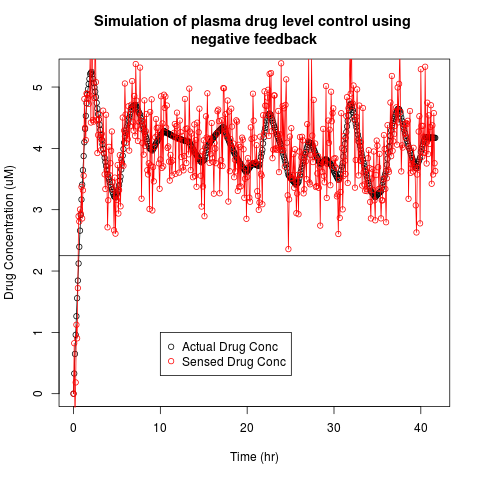 Simulation of plasma drug level control using
negative feedback
Drug Concentration (uM)
5
4
3
2
1
0
Actual Drug Conc
Sensed Drug Conc
0 10 20 30 40
Time (hr)